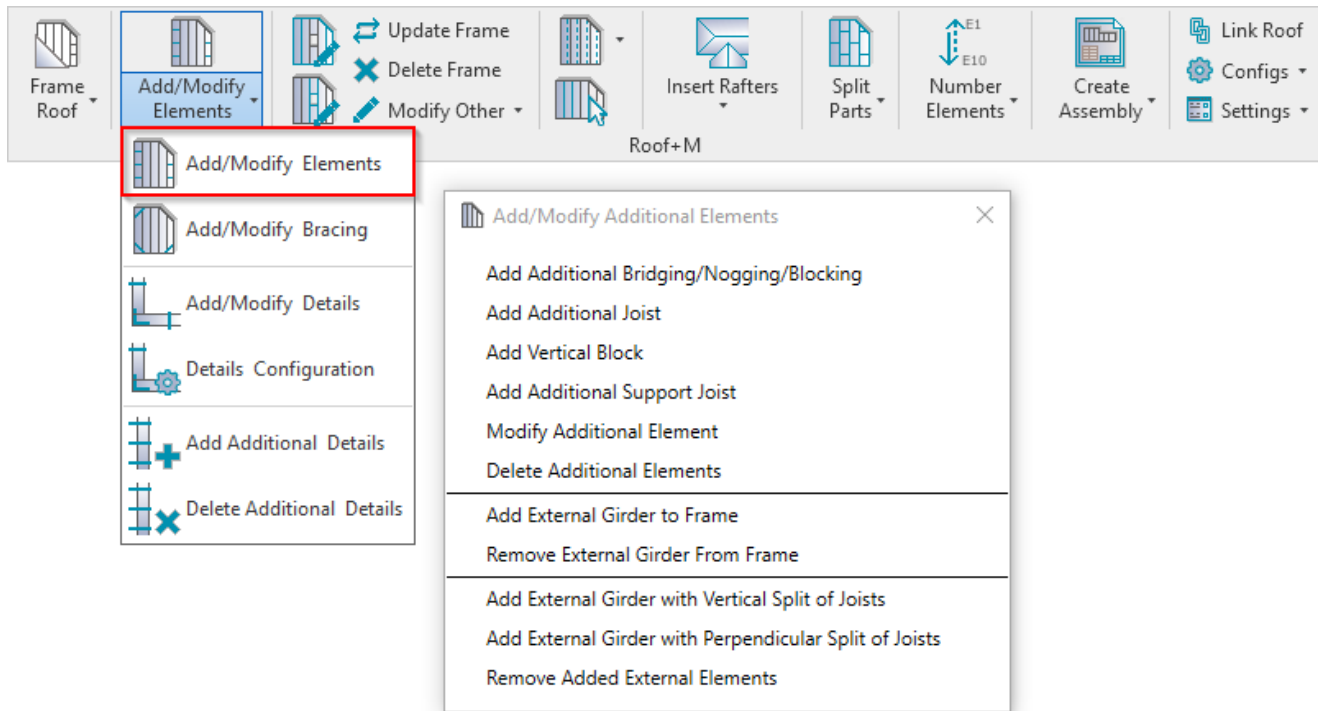 Frame
Roof
Add/Modify
Elements
Update Frame
Delete Frame
Modify Other
Insert Rafters
Split
Parts
E1
E10
Number
Elements
Create
Assembly
Link Roof
Configs
Settings
Roof+M
Add/Modify Elements
Add/Modify Bracing
Add/Modify Details
Details Configuration
Add Additional Details
Delete Additional Details
Add/Modify Additional Elements
Add Additional Bridging/Nogging/Blocking
Add Additional Joist
Add Vertical Block
Add Additional Support Joist
Modify Additional Element
Delete Additional Elements
Add External Girder to Frame
Remove External Girder From Frame
Add External Girder with Vertical Split of Joists
Add External Girder with Perpendicular Split of Joists
Remove Added External Elements